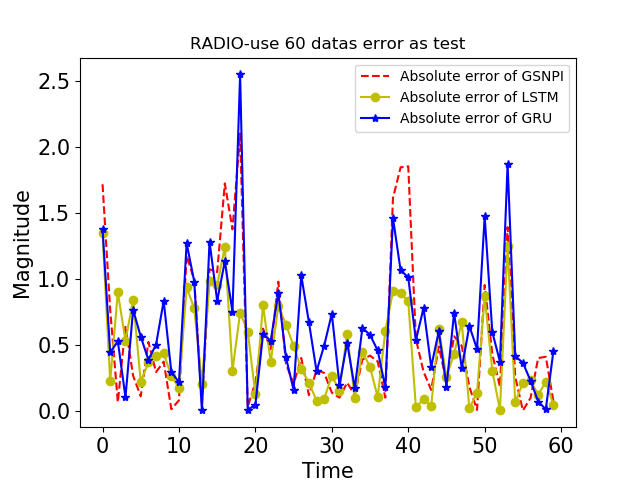 RADIO-use 60 datas error as test
Absolute error of GSNPI
Absolute error of LSTM
Absolute error of GRU
Magnitude
2.5
2.0
1.5
1.0
0.5
0.0
0 10 20 30 40 50 60
Time